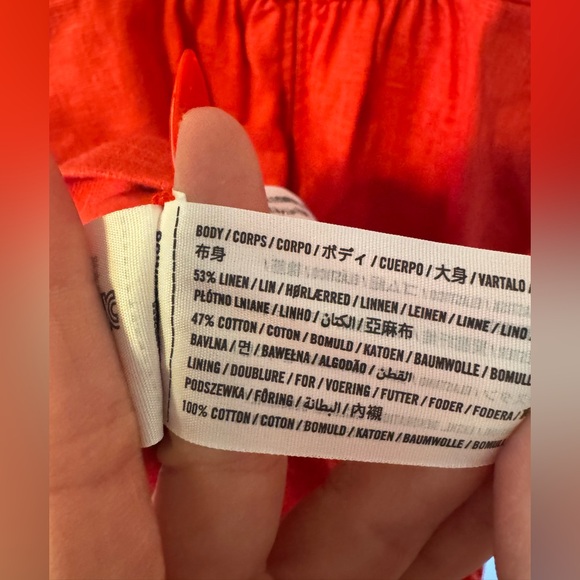 BODY / CORPS / CORPO / ボディ / CUERPO / 大身 / VARTALO /
布身
53% LINEN / LIN / HØRLÆRRED / LINNEN / LEINEN / LINNE / LINO
PŁÓTNO LNIANE / LINHO / الكتان / 亞麻布
47% COTTON / COTON / BOMULD / KATOEN / BAUMWOLLE / BOMULL
BAVLNA / 면 / BAWEŁNA / ALGODÃO / القطن
LINING / DOUBLURE / FOR / VOERING / FUTTER / FODER / FODERA /
PODSZEWKA / FÔRING / البطانة / 內襯
100% COTTON / COTON / BOMULD / KATOEN / BAUMWOLLE / BOMULL